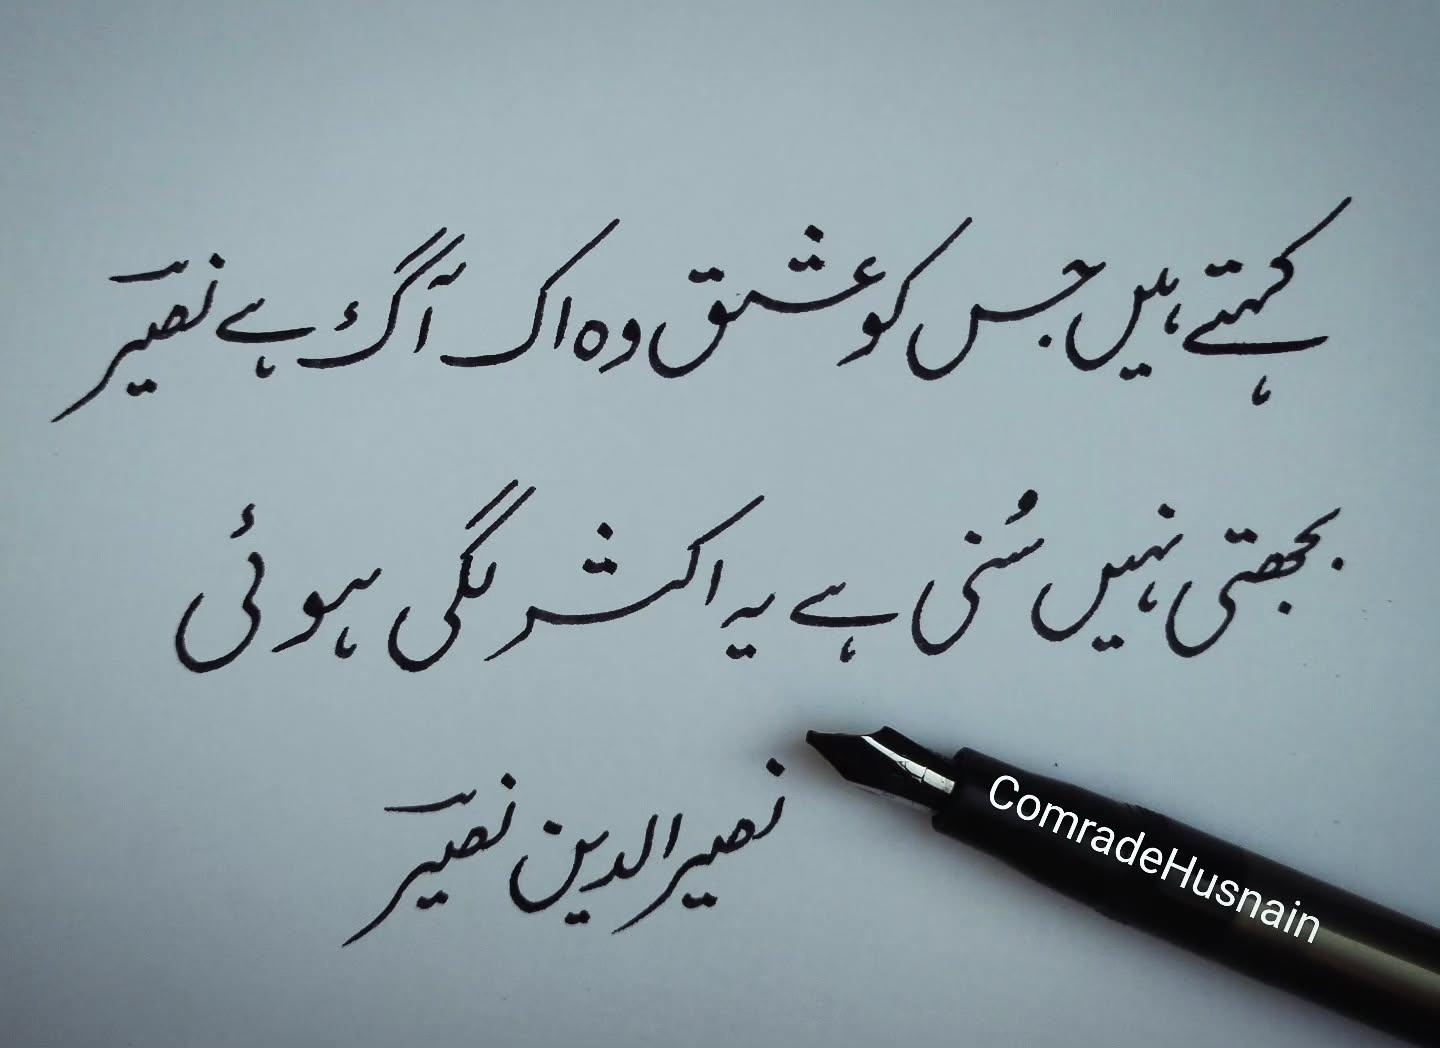 کہتے ہیں جس کو عشق وہ اک آگ ہے نصیرؔ
بجھتی نہیں سُنی ہے یہ اکثر لگی ہوئی
نصیر الدین نصیرؔ
ComradeHusnain